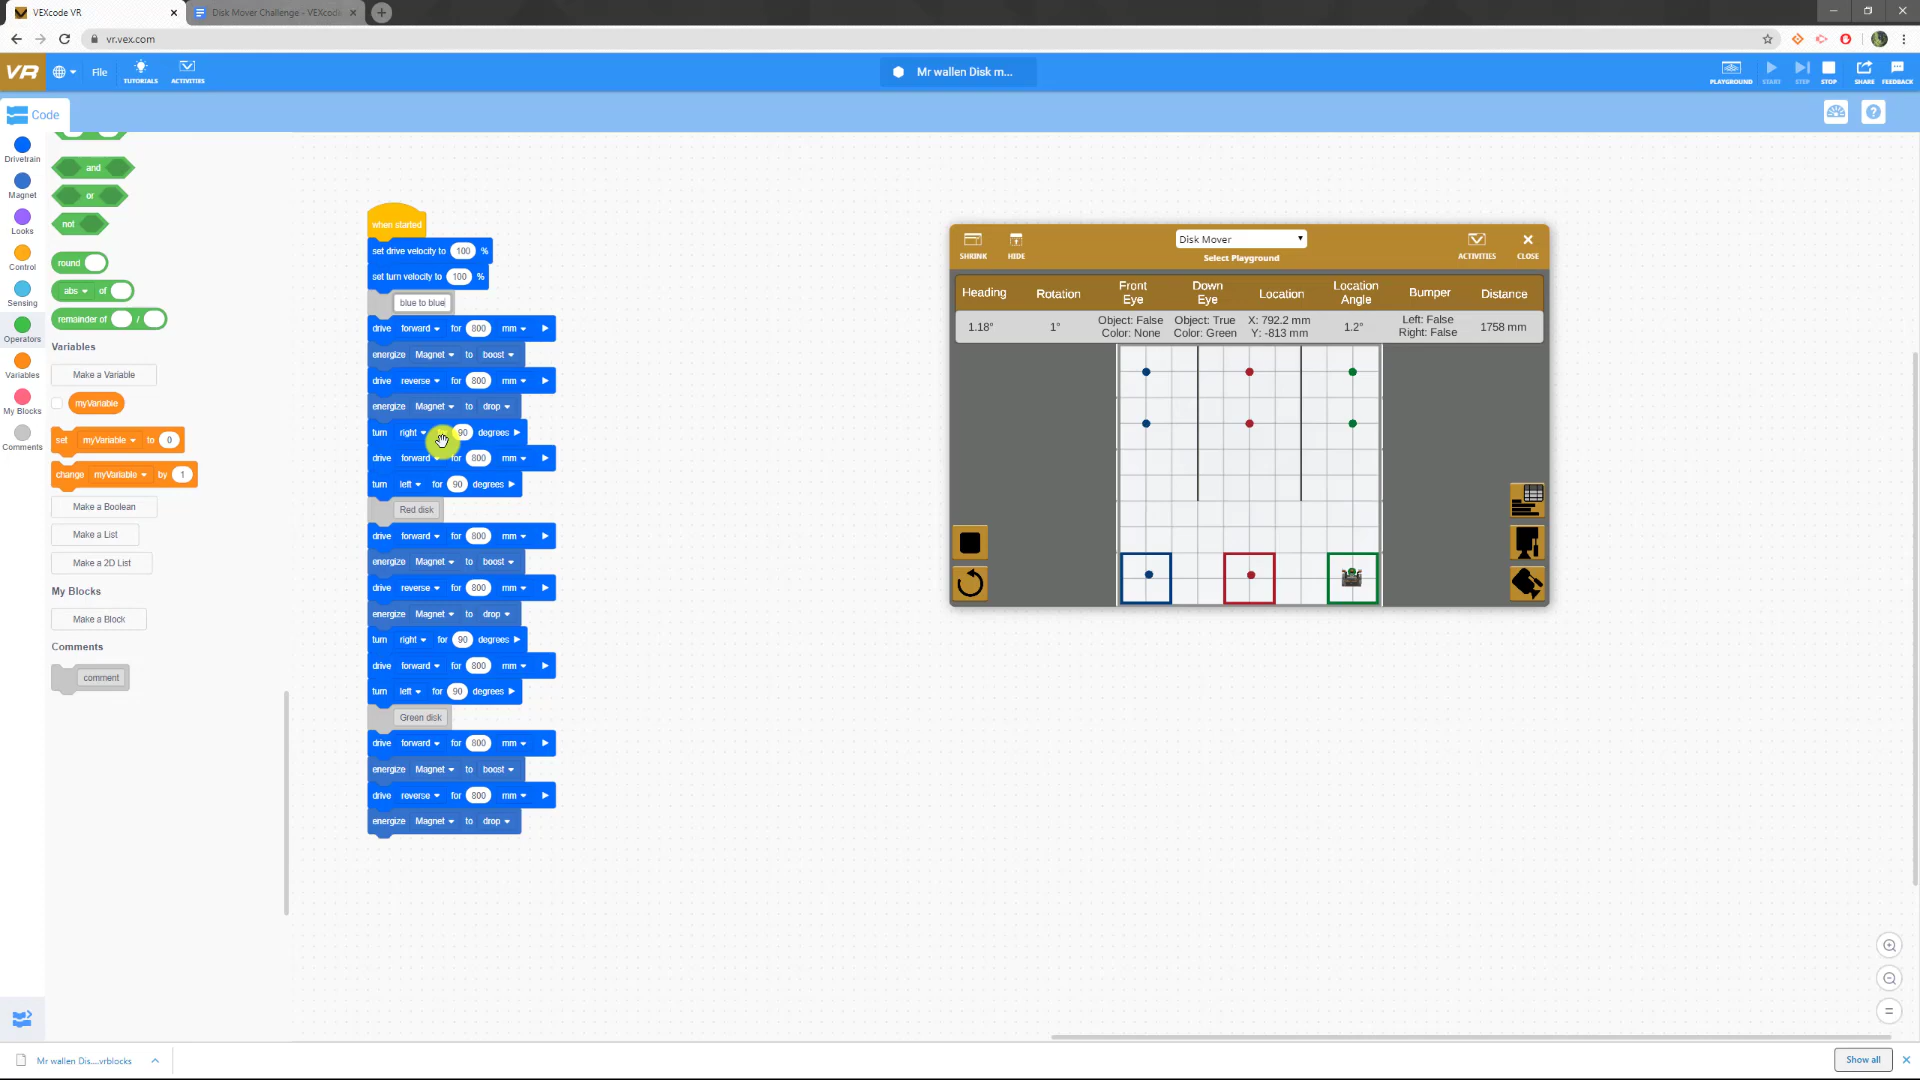 VEXcode VR
Disk Mover Challenge - VEXcodi
vr.vex.com
VR
File
TUTORIALS
ACTIVITIES
Mr wallen Disk m...
PLAYGROUND
START
STEP
STOP
SHARE
FEEDBACK
Code
Drivetrain
Magnet
Looks
Control
Sensing
Operators
Variables
My Blocks
Comments
and
or
not
round
abs of
remainder of /
Variables
Make a Variable
myVariable
set myVariable to 0
change myVariable by 1
Make a Boolean
Make a List
Make a 2D List
My Blocks
Make a Block
Comments
comment
when started
set drive velocity to 100 %
set turn velocity to 100 %
blue to blue
drive forward for 800 mm
energize Magnet to boost
drive reverse for 800 mm
energize Magnet to drop
turn right 90 degrees
drive forward for 800 mm
turn left for 90 degrees
Red disk
drive forward for 800 mm
energize Magnet to boost
drive reverse for 800 mm
energize Magnet to drop
turn right for 90 degrees
drive forward for 800 mm
turn left for 90 degrees
Green disk
drive forward for 800 mm
energize Magnet to boost
drive reverse for 800 mm
energize Magnet to drop
SHRINK
HIDE
Disk Mover
Select Playground
ACTIVITIES
CLOSE
Heading
Rotation
Front Eye
Down Eye
Location
Location Angle
Bumper
Distance
1.18°
1°
Object: False
Color: None
Object: True
Color: Green
X: 792.2 mm
Y: -813 mm
1.2°
Left: False
Right: False
1758 mm
Mr wallen Dis....vrblocks
Show all